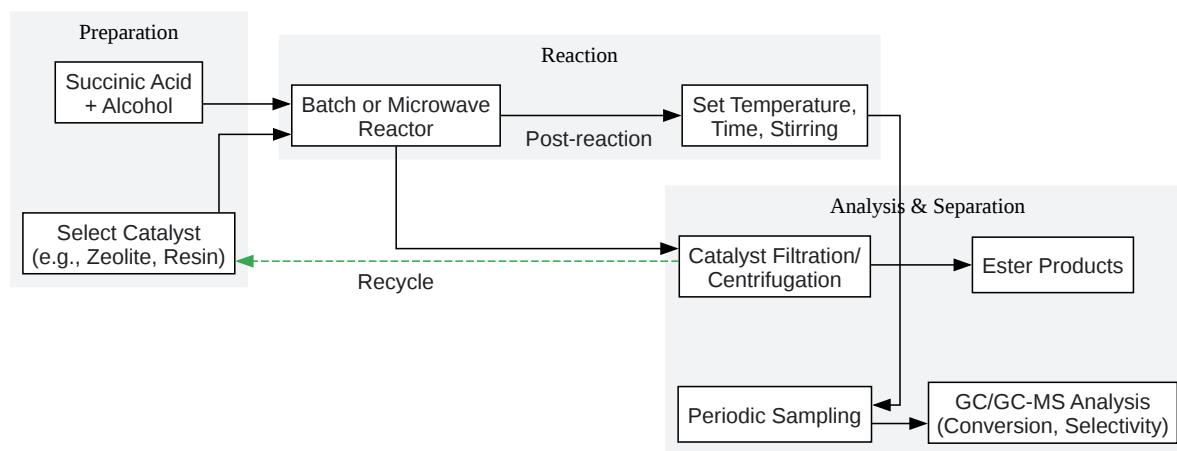 Preparation
Succinic Acid
+ Alcohol
Select Catalyst
(e.g., Zeolite, Resin)
Reaction
Batch or Microwave
Reactor
Post-reaction
Set Temperature,
Time, Stirring
Recycle
Analysis & Separation
Catalyst Filtration/
Centrifugation
Ester Products
Periodic Sampling
GC/GC-MS Analysis
(Conversion, Selectivity)